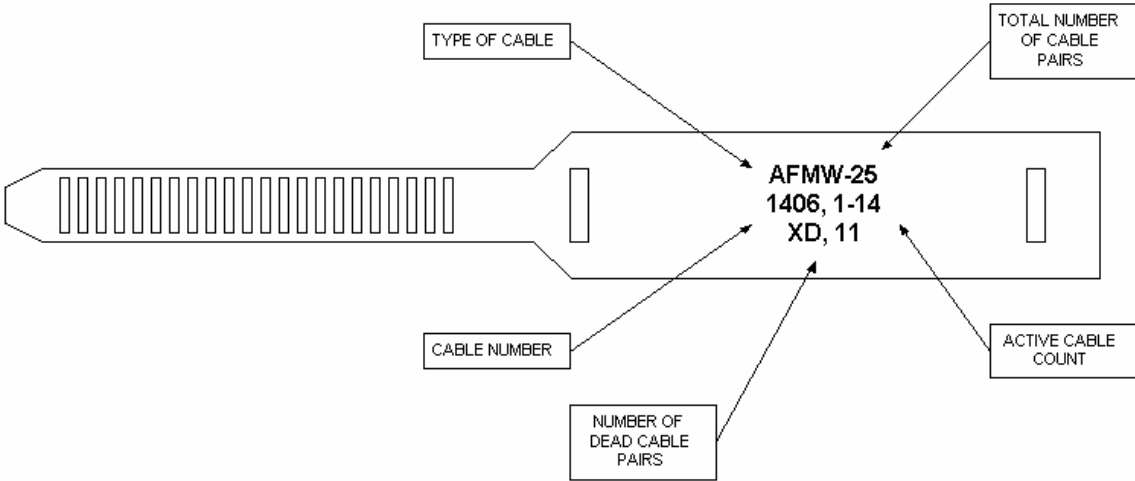 TYPE OF CABLE
TOTAL NUMBER
OF CABLE
PAIRS
AFMW-25
1406, 1-14
XD, 11
CABLE NUMBER
ACTIVE CABLE
COUNT
NUMBER OF
DEAD CABLE
PAIRS